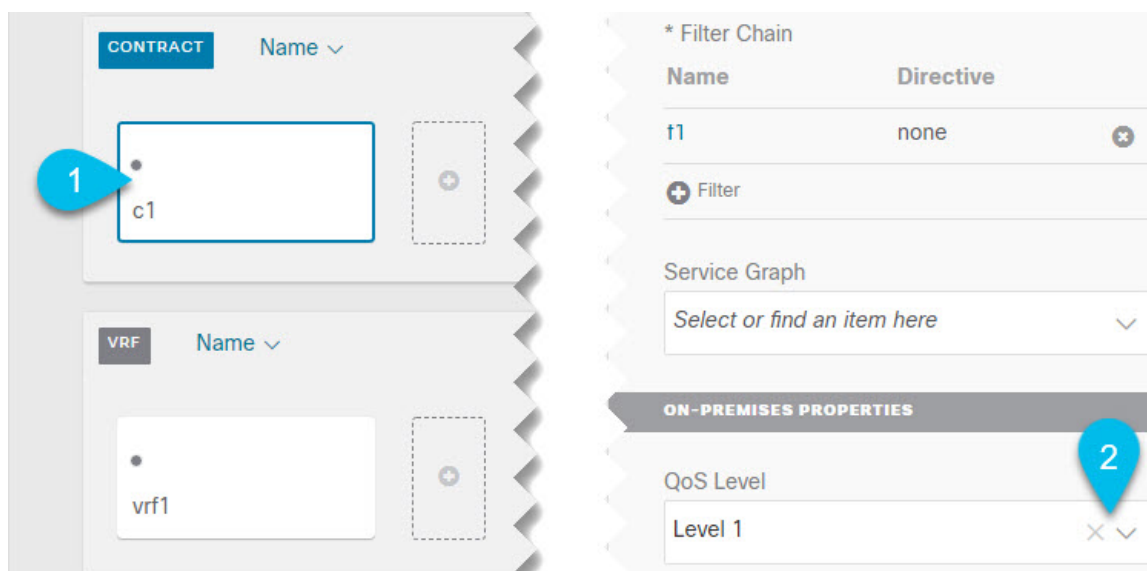 CONTRACT Name
1
c1
VRF Name
vrf1
* Filter Chain
Name Directive
f1 none
Filter
Service Graph
Select or find an item here
ON-PREMISES PROPERTIES
2
QoS Level
Level 1